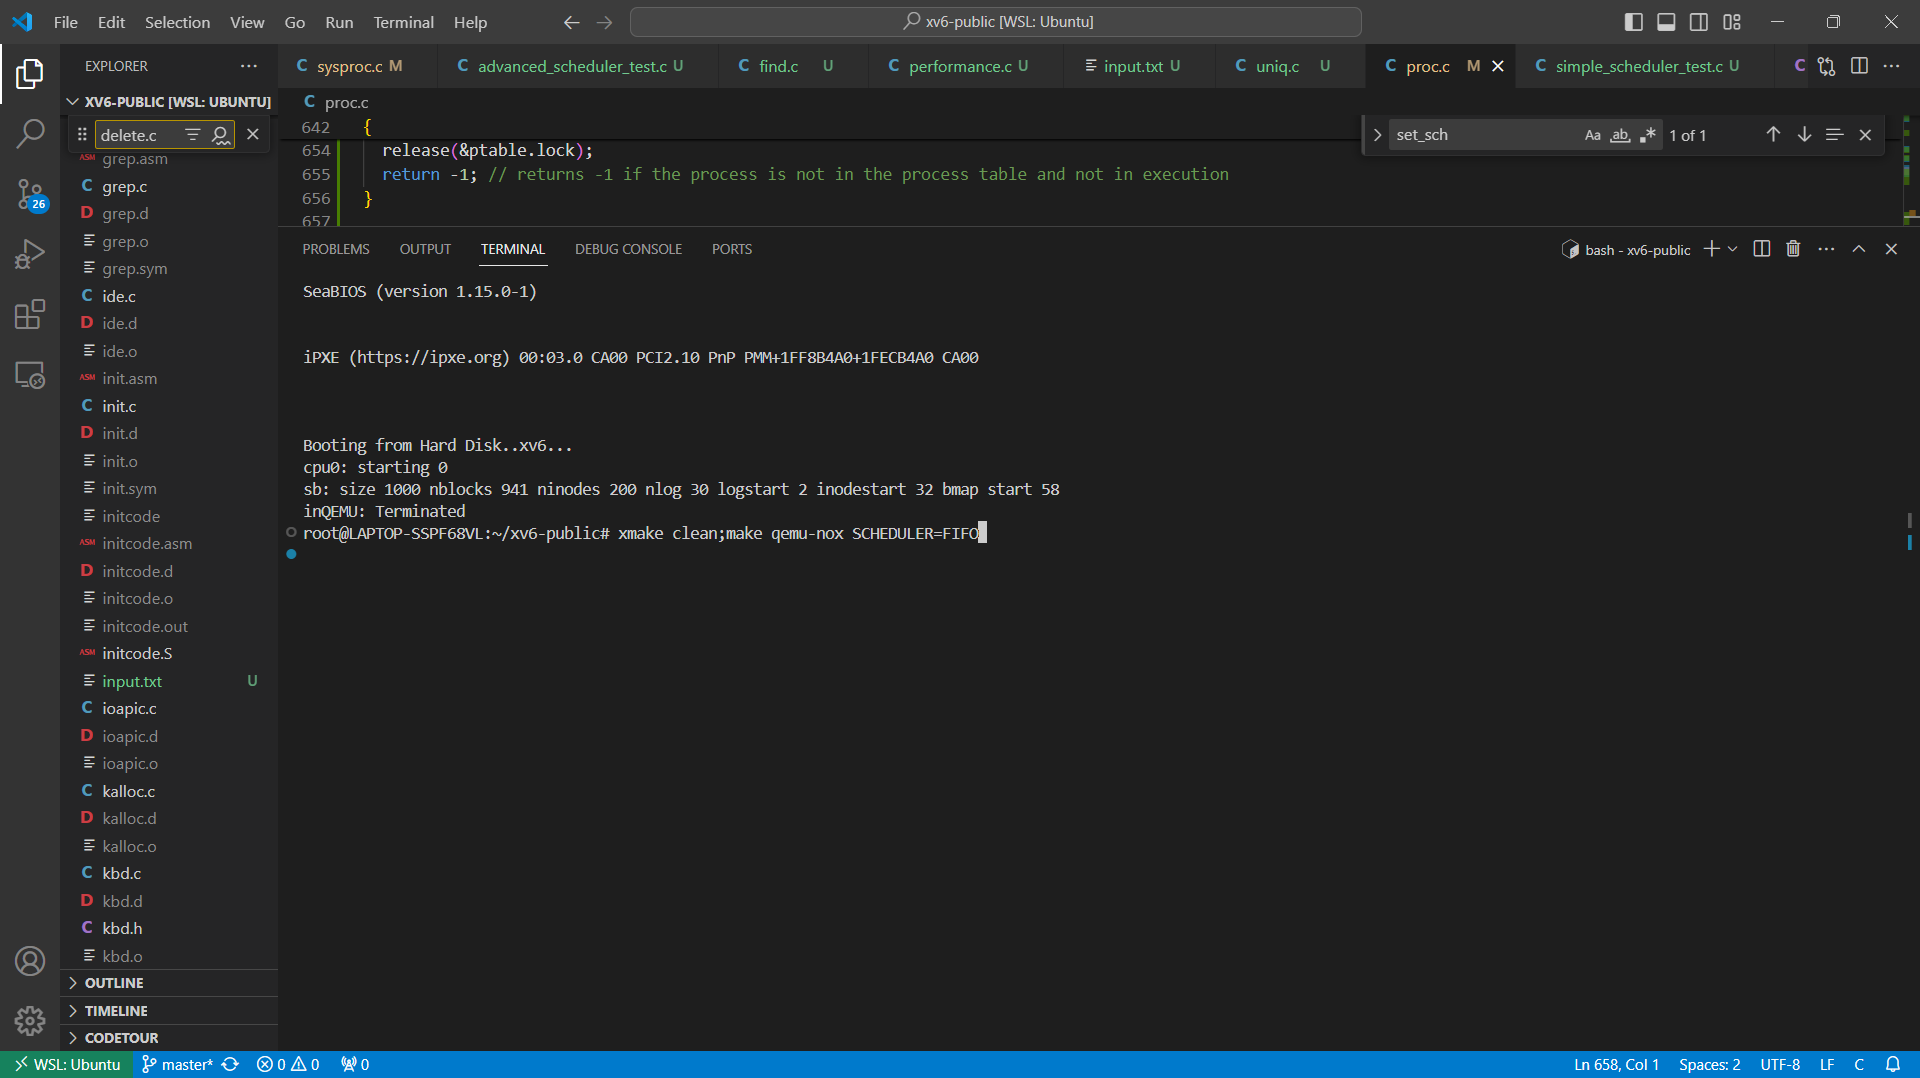 File Edit Selection View Go Run Terminal Help
xv6-public [WSL: Ubuntu]
EXPLORER
XV6-PUBLIC [WSL: UBUNTU]
delete.c
26
ASM grep.asm
C grep.c
D grep.d
grep.o
grep.sym
C ide.c
D ide.d
ide.o
ASM init.asm
C init.c
D init.d
init.o
init.sym
initcode
ASM initcode.asm
D initcode.d
initcode.o
initcode.out
ASM initcode.S
input.txt U
C ioapic.c
D ioapic.d
ioapic.o
C kalloc.c
D kalloc.d
kalloc.o
C kbd.c
D kbd.d
C kbd.h
kbd.o
OUTLINE
TIMELINE
CODETOUR
C sysproc.c M C advanced_scheduler_test.c U C find.c U C performance.c U input.txt U C uniq.c U C proc.c M C simple_scheduler_test.c U C
C proc.c
642 {
654 release(&ptable.lock);
655 return -1; // returns -1 if the process is not in the process table and not in execution
656 }
657
set_sch Aa ab 1 of 1
PROBLEMS OUTPUT TERMINAL DEBUG CONSOLE PORTS
bash - xv6-public
SeaBIOS (version 1.15.0-1)
iPXE (https://ipxe.org) 00:03.0 CA00 PCI2.10 PnP PMM+1FF8B4A0+1FECB4A0 CA00
Booting from Hard Disk..xv6...
cpu0: starting 0
sb: size 1000 nblocks 941 ninodes 200 nlog 30 logstart 2 inodestart 32 bmap start 58
inQEMU: Terminated
root@LAPTOP-SSPF68VL:~/xv6-public# xmake clean;make qemu-nox SCHEDULER=FIFO
WSL: Ubuntu master* 0 0 0 Ln 658, Col 1 Spaces: 2 UTF-8 LF C